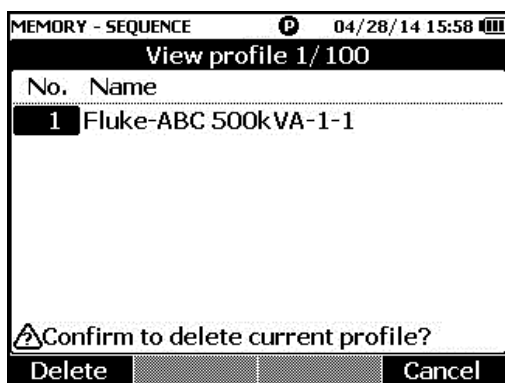 MEMORY - SEQUENCE P 04/28/14 15:58
View profile 1/100
No. Name
1 Fluke-ABC 500kVA-1-1
Confirm to delete current profile?
Delete Cancel